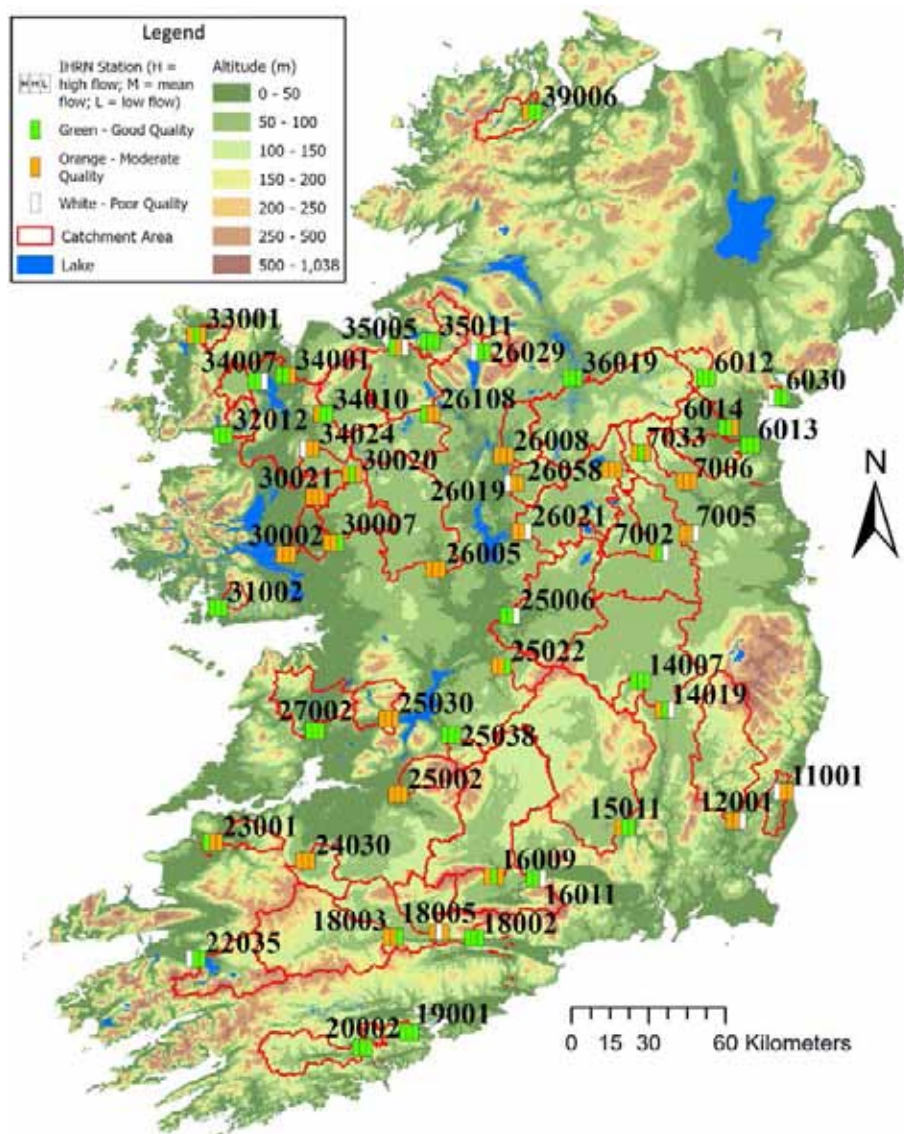 Legend
IHRN Station (H =
high flow; M = mean
flow; L = low flow)
Green - Good Quality
Orange - Moderate
Quality
White - Poor Quality
Catchment Area
Lake
Altitude (m)
0 - 50
50 - 100
100 - 150
150 - 200
200 - 250
250 - 500
500 - 1,038
39006
33001
35005
35011
34007
34001
26029
36019
6012
6030
34010
26108
6014
32012
34024
26008
7033
6013
30020
26058
30021
26019
7006
N
30002
30007
26021
7002
7005
26005
31002
25006
25022
14007
14019
27002
25030
25038
25002
11001
12001
23001
24030
15011
16009
16011
18003
18005
18002
22035
20002
19001
0 15 30 60 Kilometers